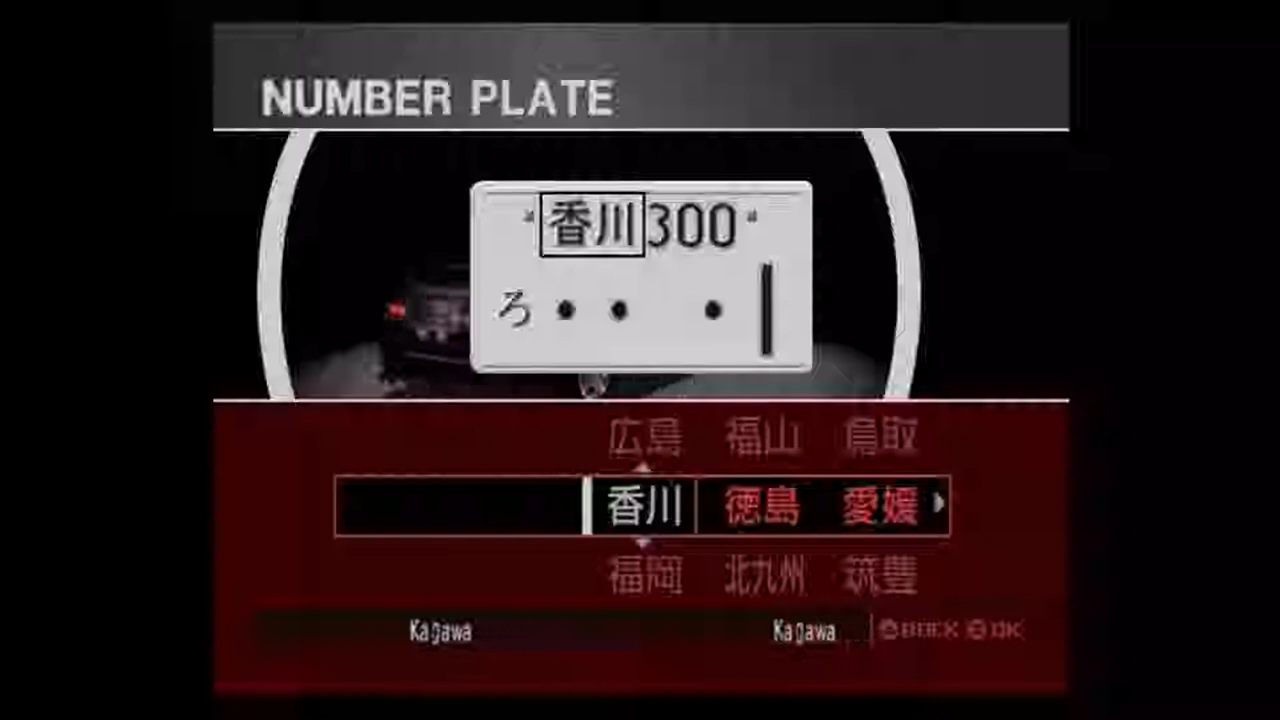 NUMBER PLATE
香川 300
ろ ・ ・ ・ 1
広島 福山 鳥取
香川 徳島 愛媛
福岡 北九州 筑豊
Kagawa Kagawa BACK OK